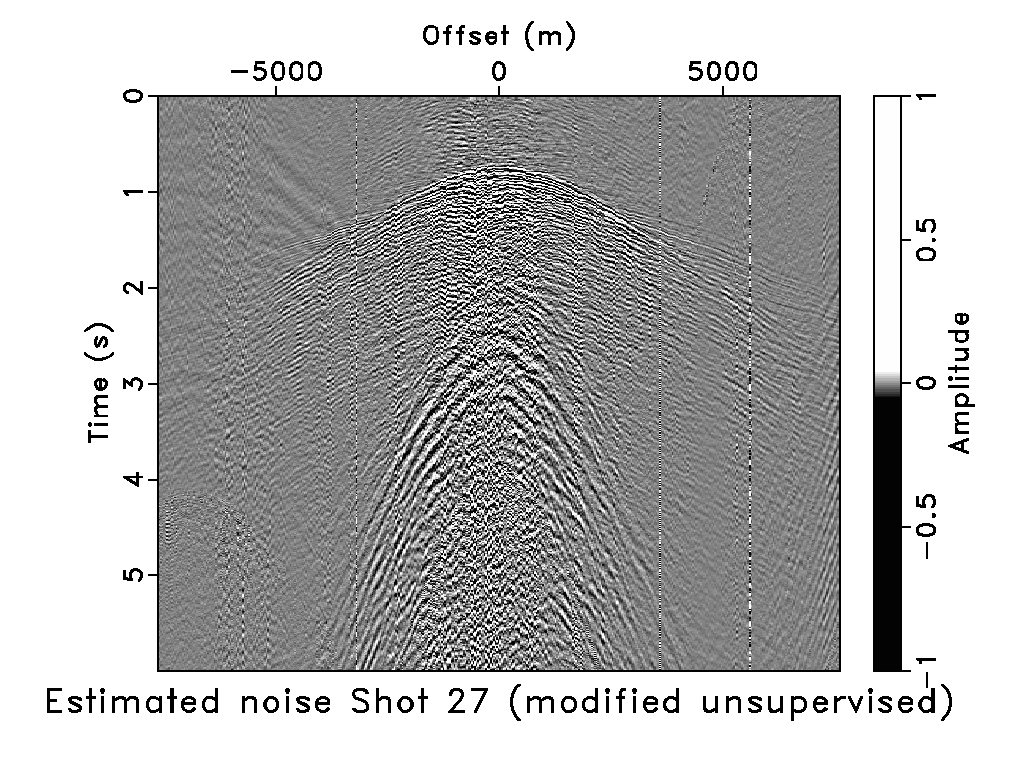 Offset (m)
−5000 0 5000
Time (s)
0
1
2
3
4
5
1
0.5
0
−0.5
−1
Amplitude
Estimated noise Shot 27 (modified unsupervised)